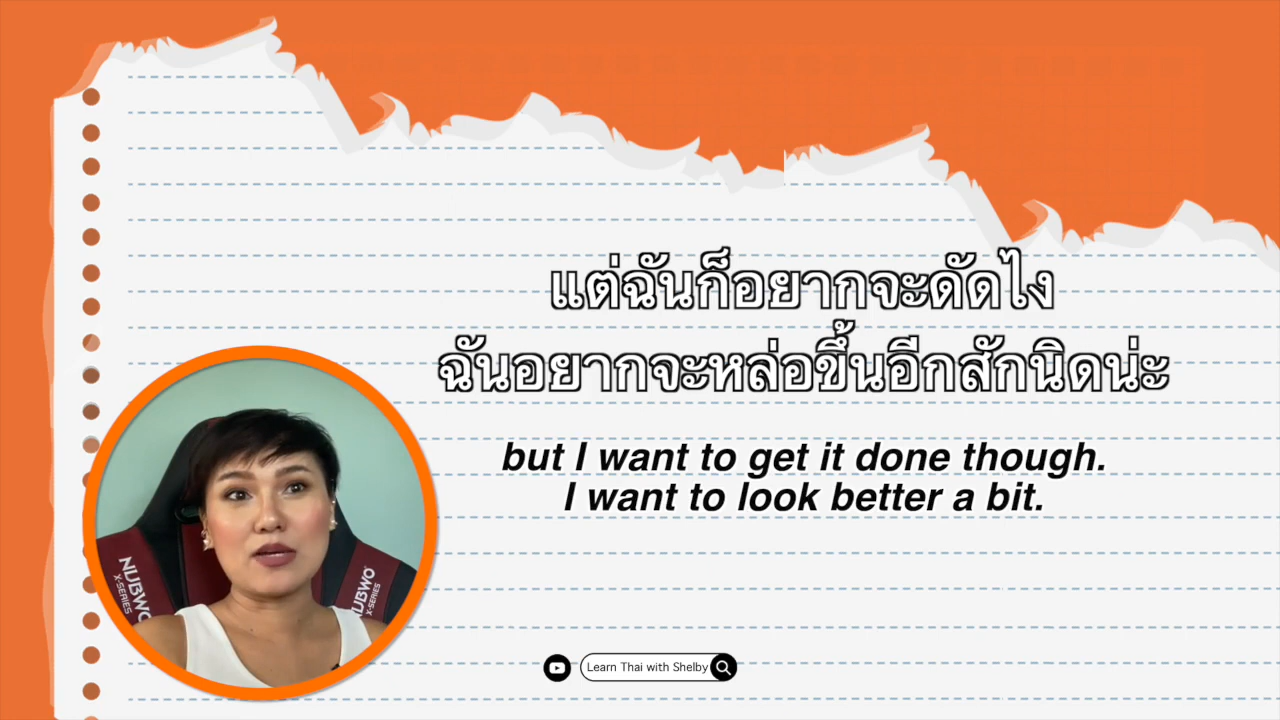 แต่ฉันก็อยากจะดัดไง
ฉันอยากจะหล่อขึ้นอีกสักนิดน่ะ
but I want to get it done though.
I want to look better a bit.
NUBWO
X-SERIES
UBWO
X-SERIES
Learn Thai with Shelby